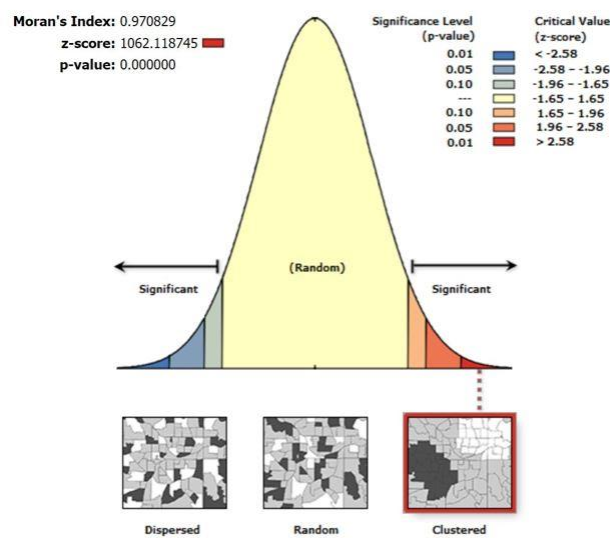 Moran's Index: 0.970829
z-score: 1062.118745
p-value: 0.000000
Significance Level
(p-value)
Critical Value
(z-score)
0.01 < -2.58
0.05 -2.58 – -1.96
0.10 -1.96 – -1.65
--- -1.65 – 1.65
0.10 1.65 – 1.96
0.05 1.96 – 2.58
0.01 > 2.58
(Random)
Significant
Significant
Dispersed
Random
Clustered